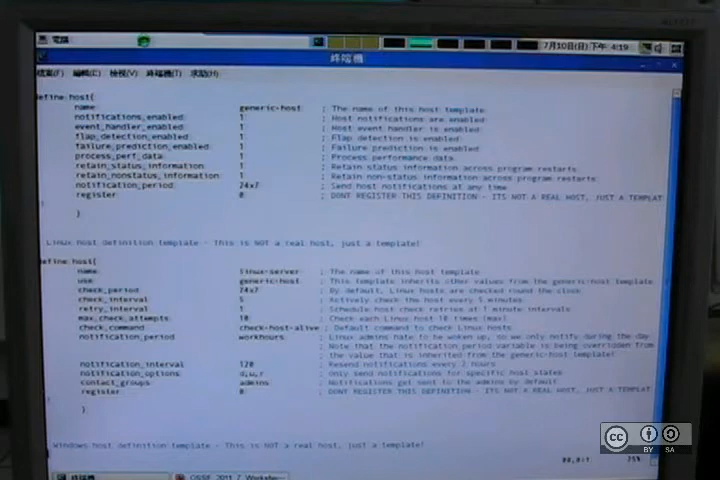 7月10日(日)下午 4:19
終端機
檔案(F) 編輯(E) 檢視(V) 終端機(T) 求助(H)
define host{
name generic-host ; The name of this host template
notifications_enabled 1 ; Host notifications are enabled
event_handler_enabled 1 ; Host event handler is enabled
flap_detection_enabled 1 ; Flap detection is enabled
failure_prediction_enabled 1 ; Failure prediction is enabled
process_perf_data 1 ; Process performance data
retain_status_information 1 ; Retain status information across program restarts
retain_nonstatus_information 1 ; Retain non-status information across program restarts
notification_period 24x7 ; Send host notifications at any time
register 0 ; DONT REGISTER THIS DEFINITION - ITS NOT A REAL HOST, JUST A TEMPLAT
}
Linux host definition template - This is NOT a real host, just a template!
define host{
name linux-server ; The name of this host template
use generic-host ; This template inherits other values from the generic-host template
check_period 24x7 ; By default, Linux hosts are checked round the clock
check_interval 5 ; Actively check the host every 5 minutes
retry_interval 1 ; Schedule host check retries at 1 minute intervals
max_check_attempts 10 ; Check each Linux host 10 times (max)
check_command check-host-alive ; Default command to check Linux hosts
notification_period workhours ; Linux admins hate to be woken up, so we only notify during the day
; Note that the notification_period variable is being overridden from
; the value that is inherited from the generic-host template!
notification_interval 120 ; Resend notifications every 2 hours
notification_options d,u,r ; Only send notifications for specific host states
contact_groups admins ; Notifications get sent to the admins by default
register 0 ; DONT REGISTER THIS DEFINITION - ITS NOT A REAL HOST, JUST A TEMPLAT
}
Windows host definition template - This is NOT a real host, just a template!
25%
終端機
cc BY SA